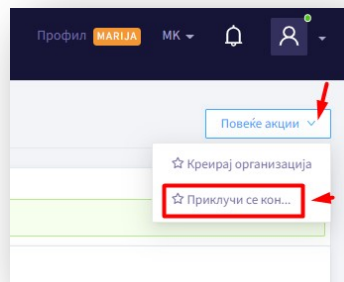 Профил MARIJA МК
Повеќе акции
Креирај организација
Приклучи се кон...